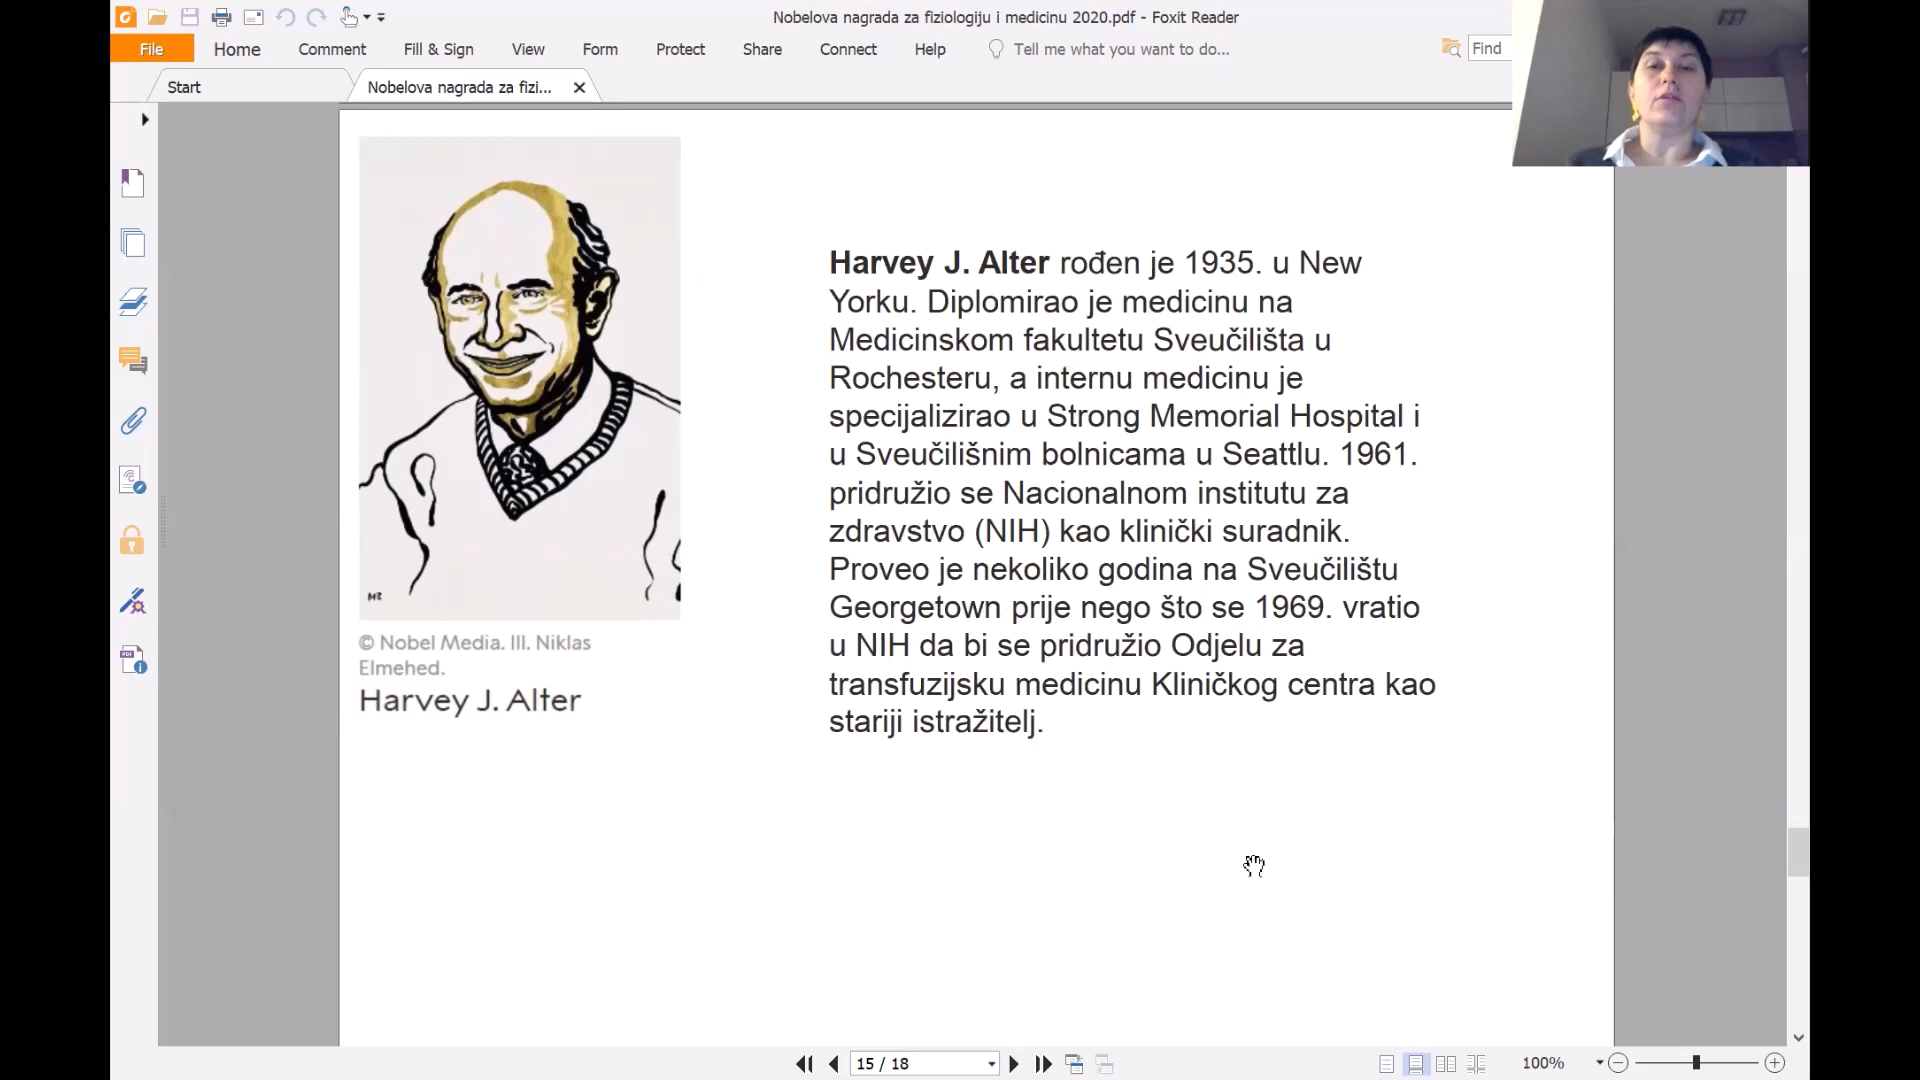 Nobelova nagrada za fiziologiju i medicinu 2020.pdf - Foxit Reader
File Home Comment Fill & Sign View Form Protect Share Connect Help Tell me what you want to do... Find
Start Nobelova nagrada za fizi...
Harvey J. Alter rođen je 1935. u New
Yorku. Diplomirao je medicinu na
Medicinskom fakultetu Sveučilišta u
Rochesteru, a internu medicinu je
specijalizirao u Strong Memorial Hospital i
u Sveučilišnim bolnicama u Seattlu. 1961.
pridružio se Nacionalnom institutu za
zdravstvo (NIH) kao klinički suradnik.
Proveo je nekoliko godina na Sveučilištu
Georgetown prije nego što se 1969. vratio
u NIH da bi se pridružio Odjelu za
transfuzijsku medicinu Kliničkog centra kao
stariji istražitelj.
© Nobel Media. III. Niklas
Elmehed.
Harvey J. Alter
15 / 18
100%